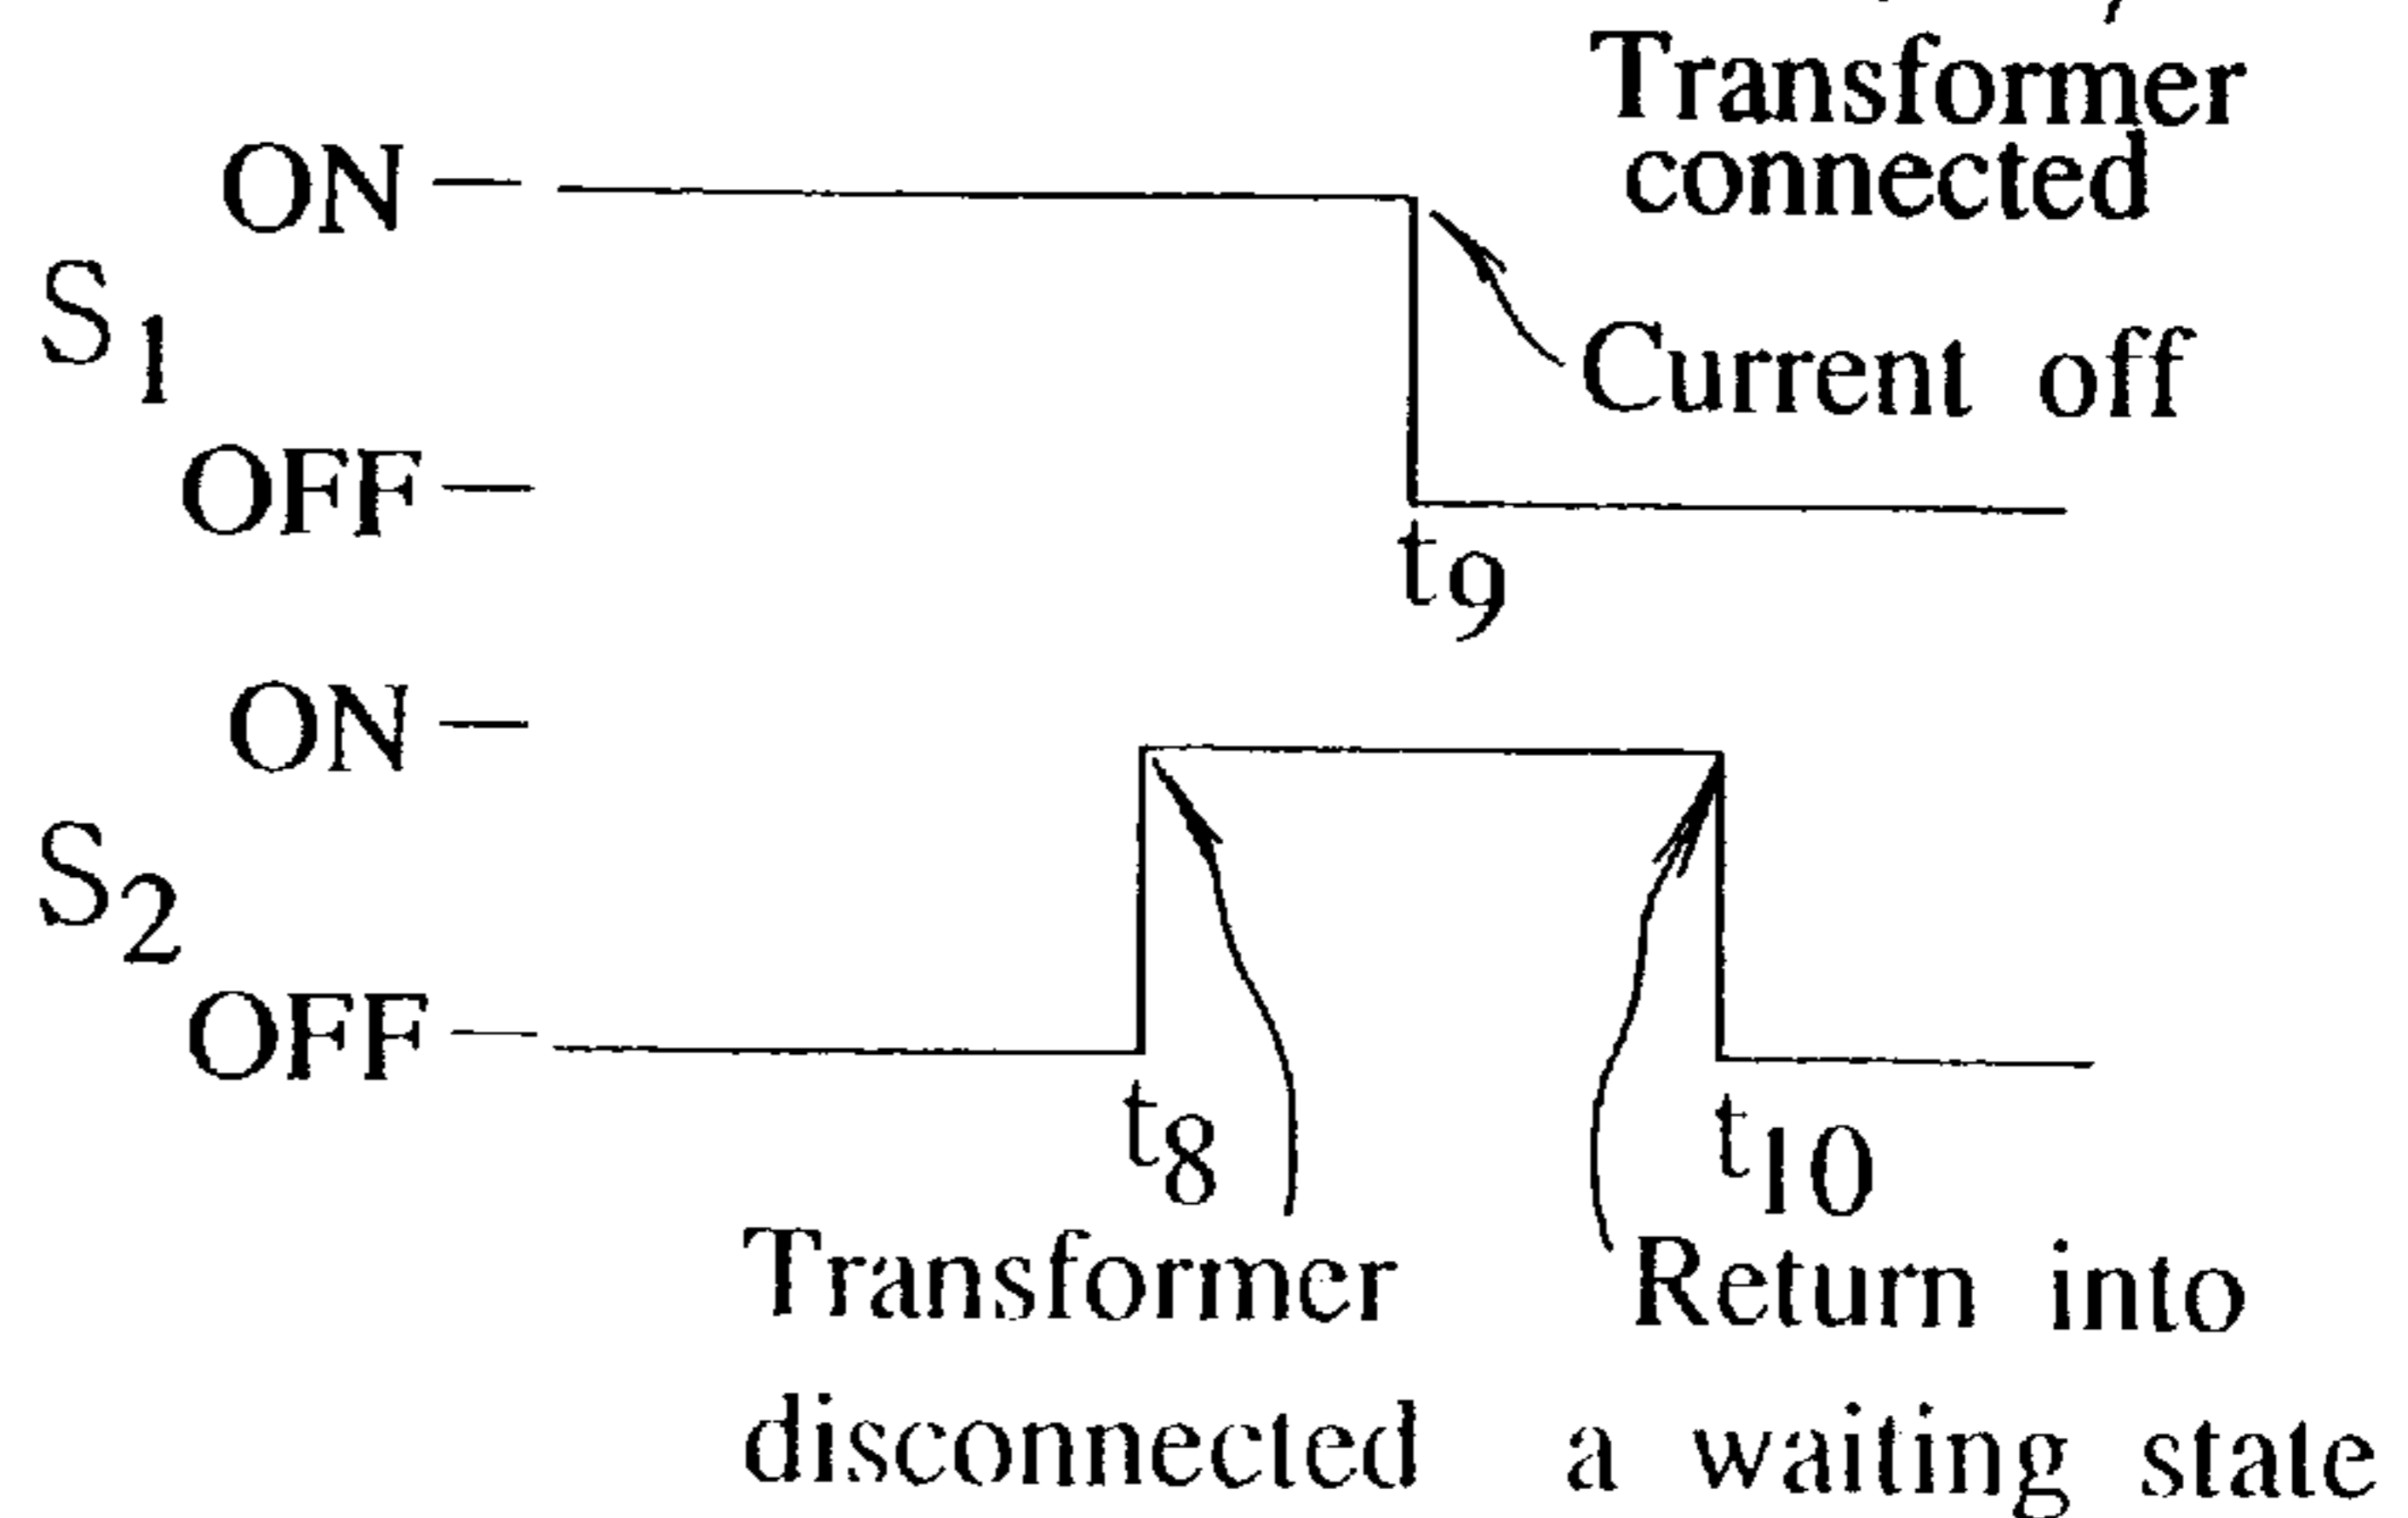 Transformer
connected
ON
S1
Current off
OFF
t9
ON
S2
OFF
t8
t10
Transformer
disconnected
Return into
a waiting state